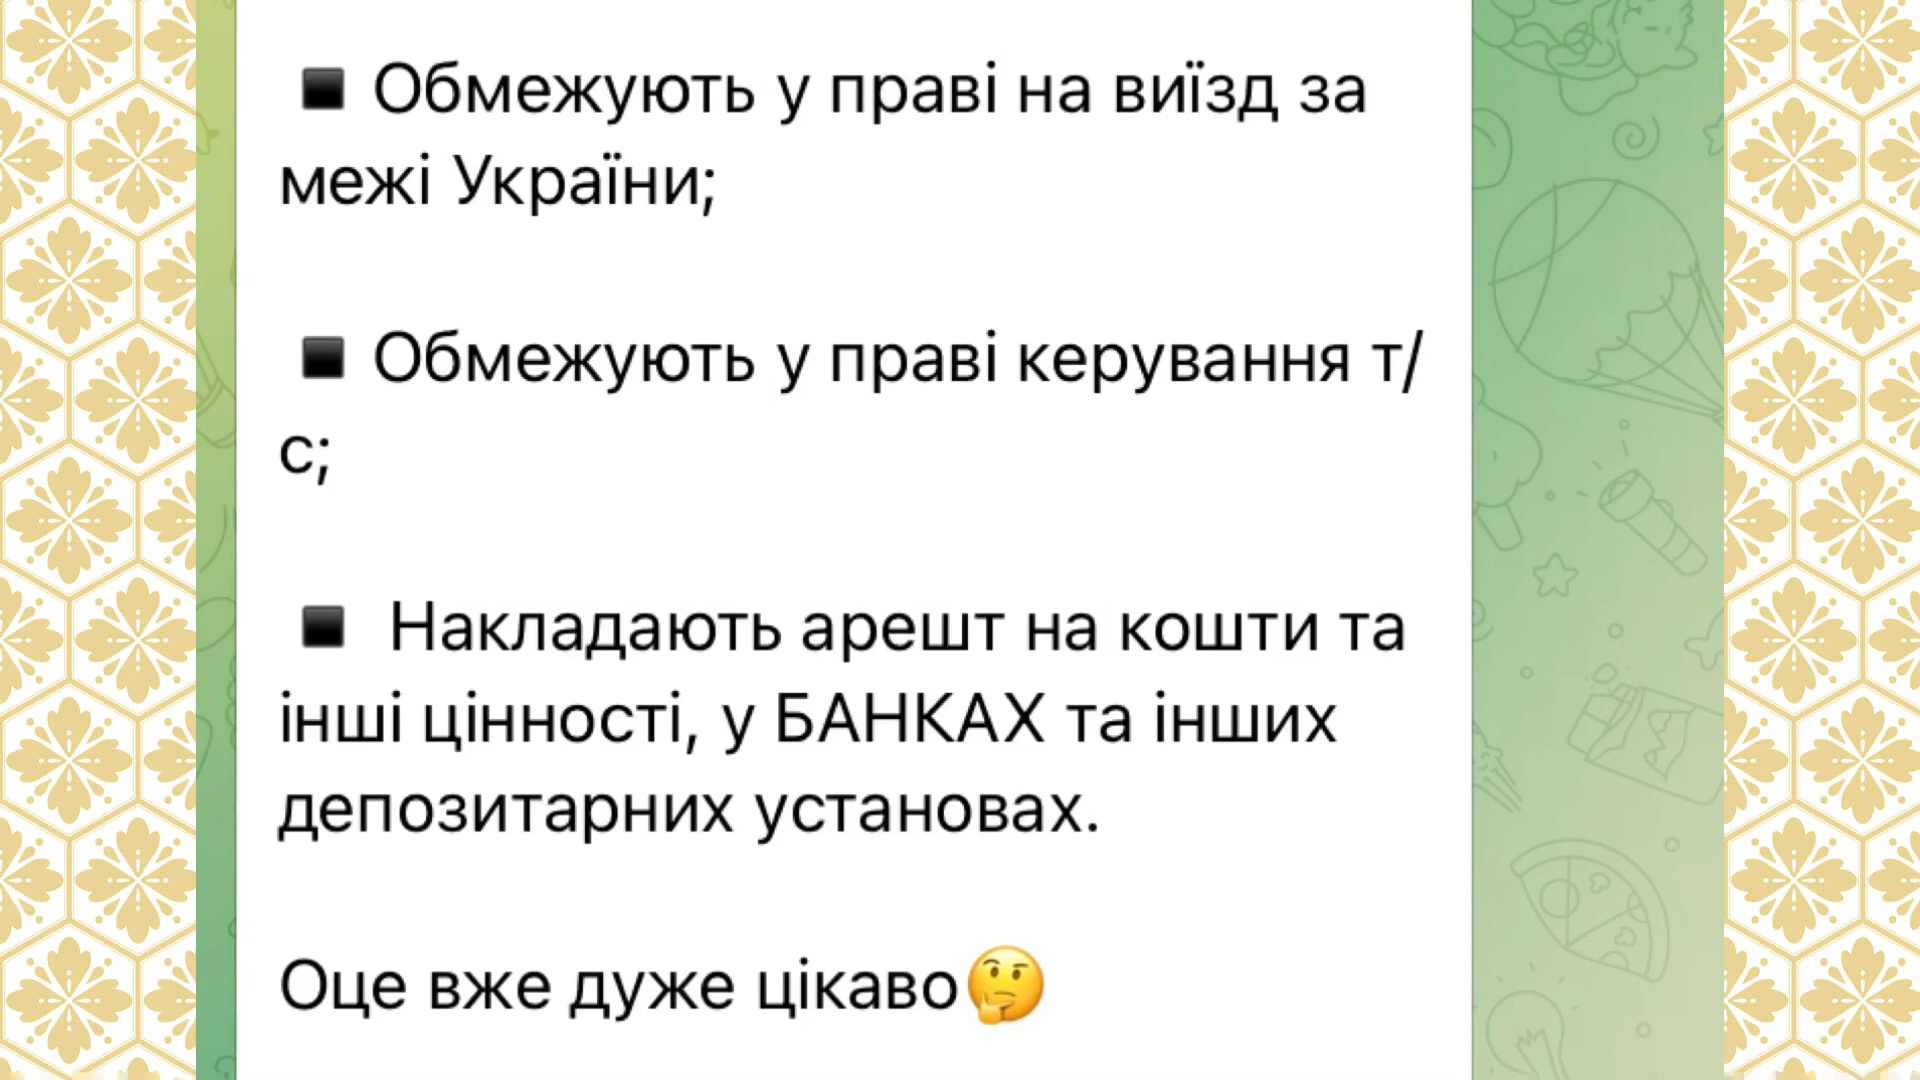 ▪️Обмежують у праві на виїзд за
межі України;
▪️Обмежують у праві керування т/
с;
▪️ Накладають арешт на кошти та
інші цінності, у БАНКАХ та інших
депозитарних установах.
Оце вже дуже цікаво🤔